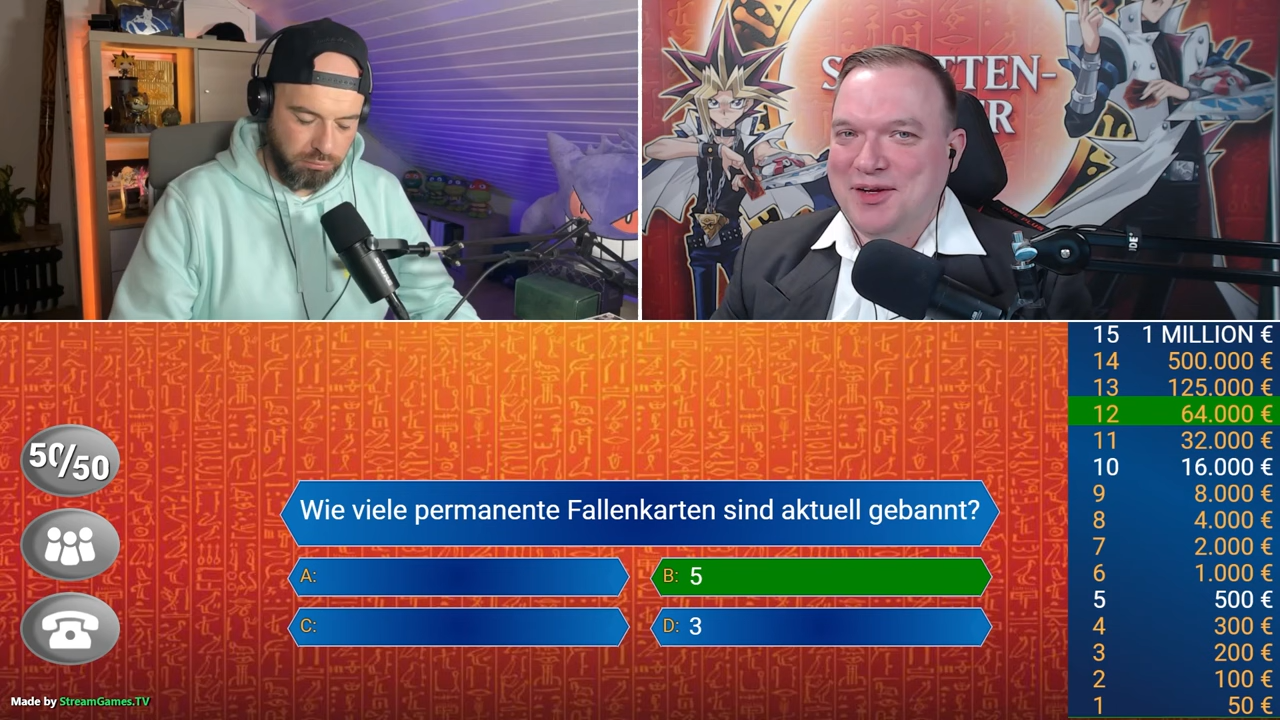 S TTEN-
R
15 1 MILLION €
14 500.000 €
13 125.000 €
12 64.000 €
11 32.000 €
10 16.000 €
9 8.000 €
8 4.000 €
7 2.000 €
6 1.000 €
5 500 €
4 300 €
3 200 €
2 100 €
1 50 €
50/50
Wie viele permanente Fallenkarten sind aktuell gebannt?
A:
B: 5
C:
D: 3
Made by StreamGames.TV